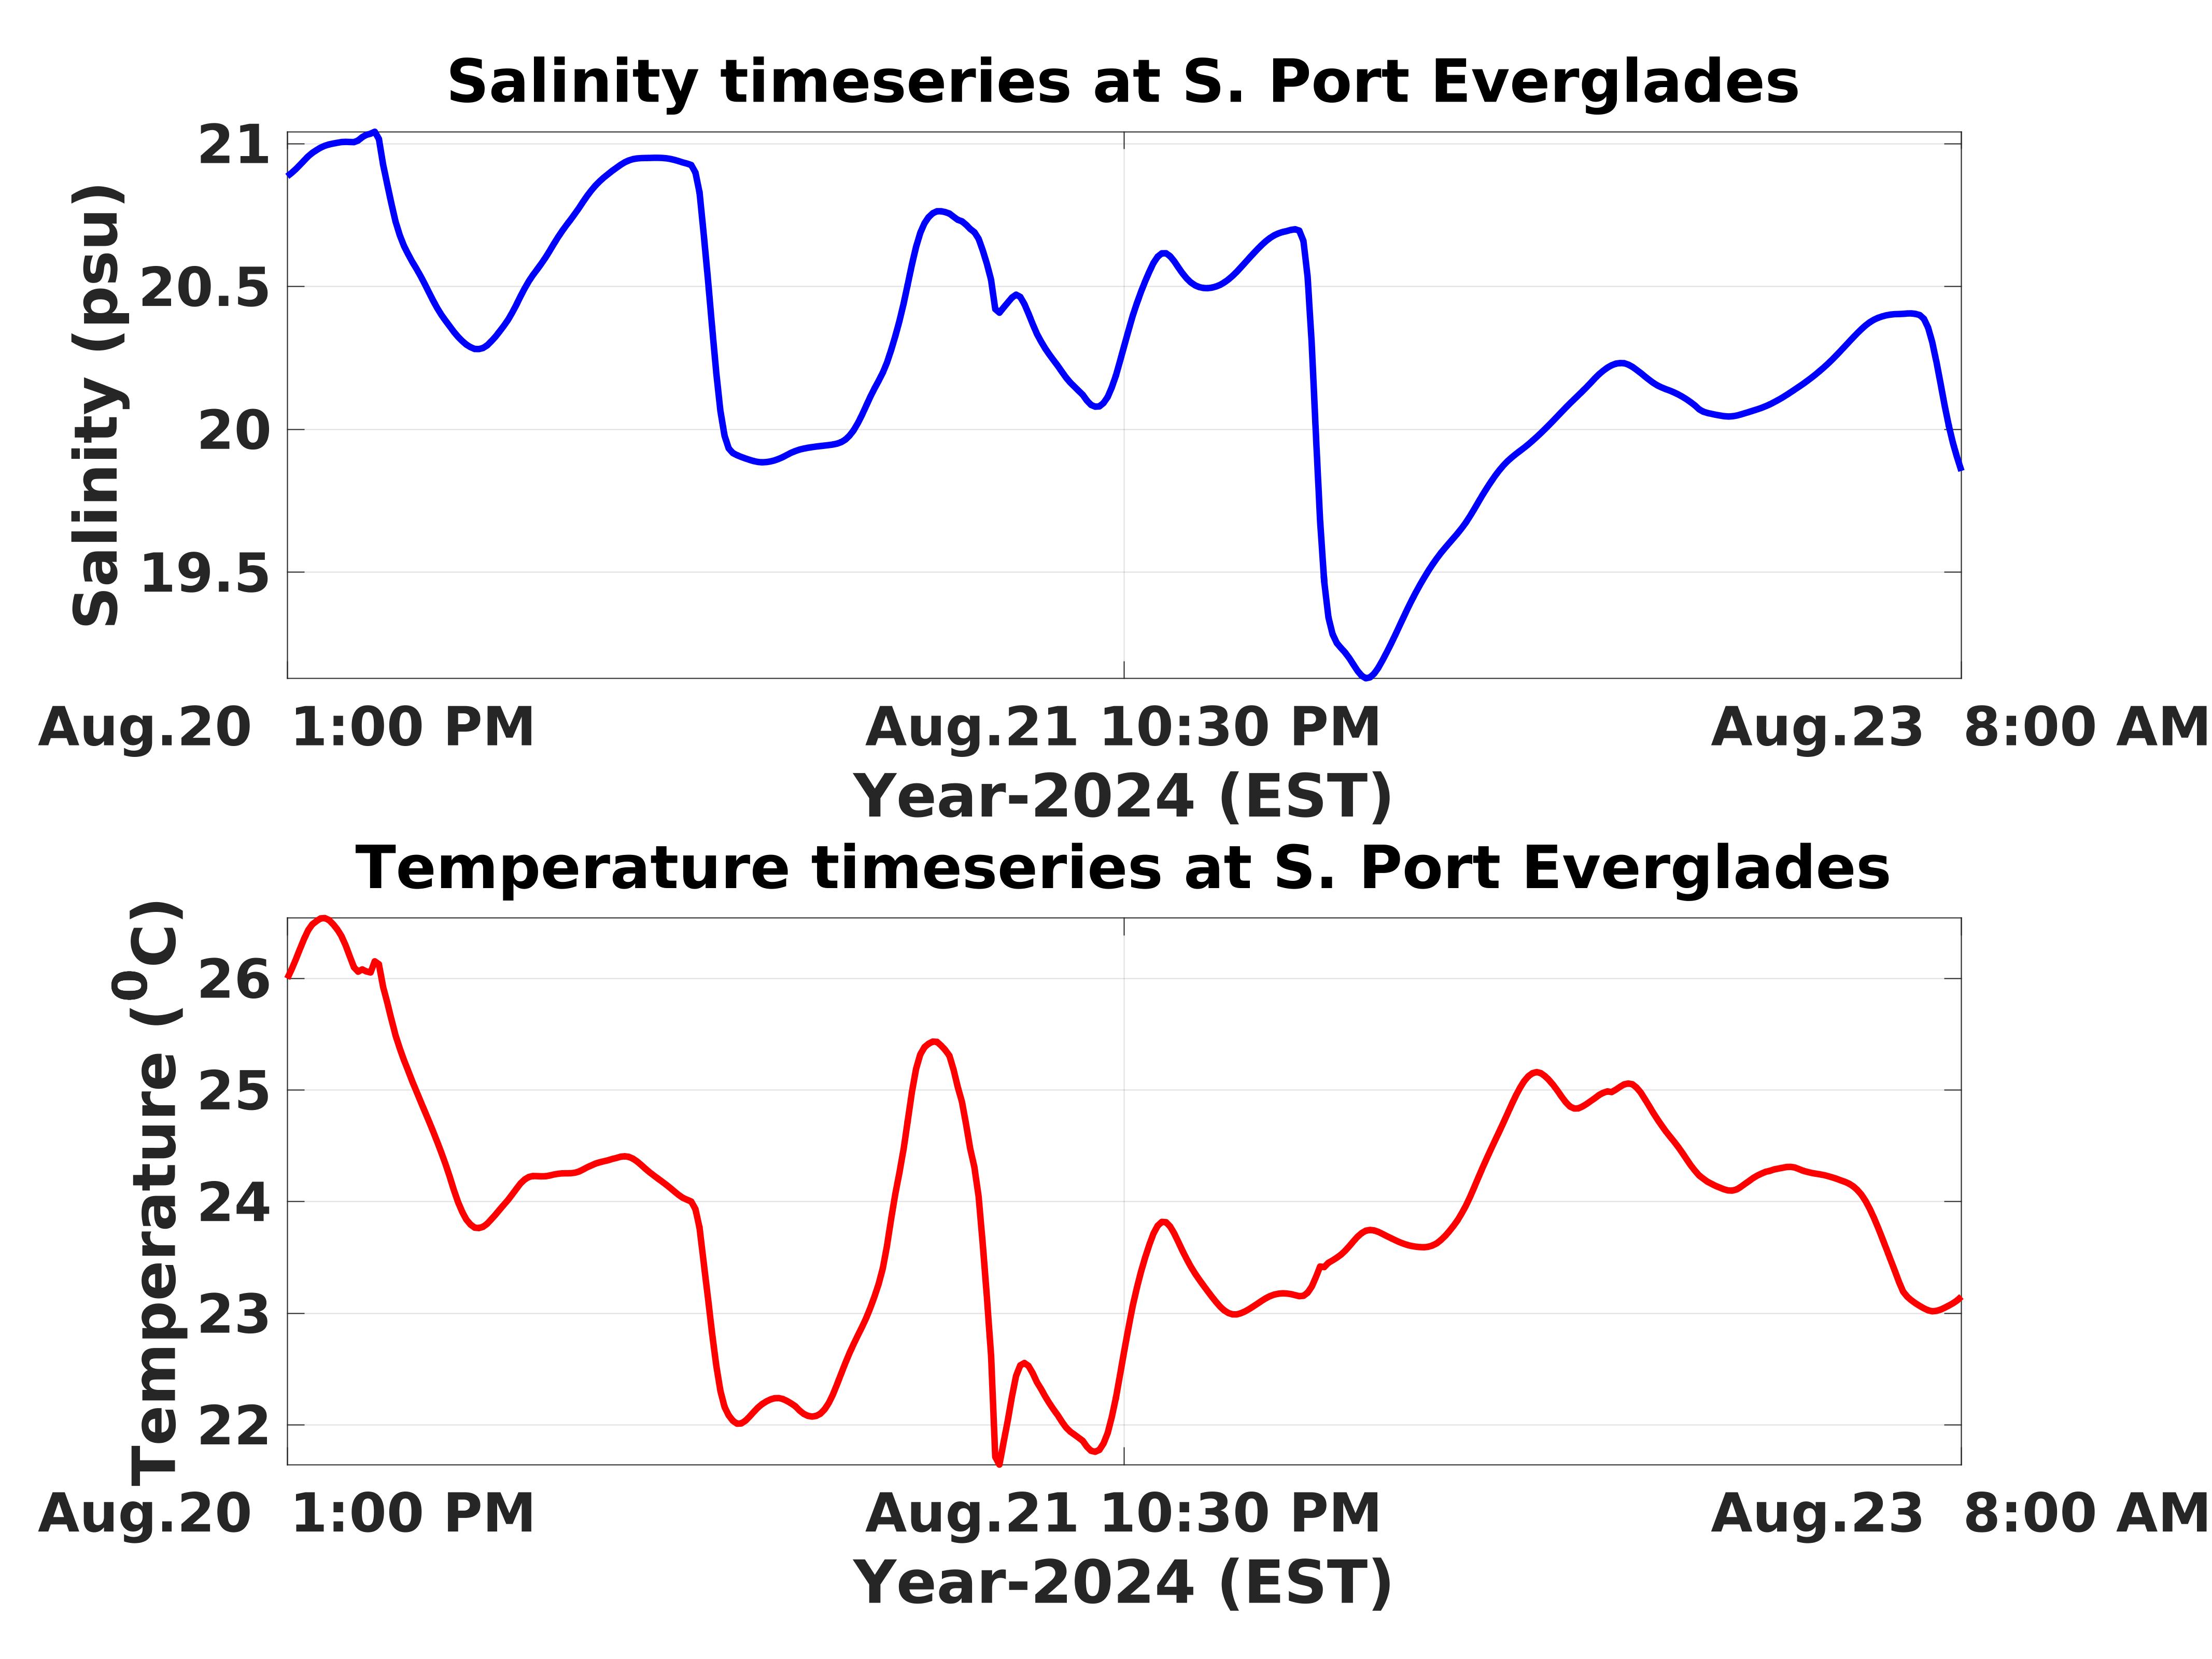 Salinity timeseries at S. Port Everglades
Salinity (psu)
21
20.5
20
19.5
Aug.20  1:00 PM
Aug.21 10:30 PM
Aug.23  8:00 AM
Year-2024 (EST)
Temperature timeseries at S. Port Everglades
Temperature (⁰C)
26
25
24
23
22
Aug.20  1:00 PM
Aug.21 10:30 PM
Aug.23  8:00 AM
Year-2024 (EST)